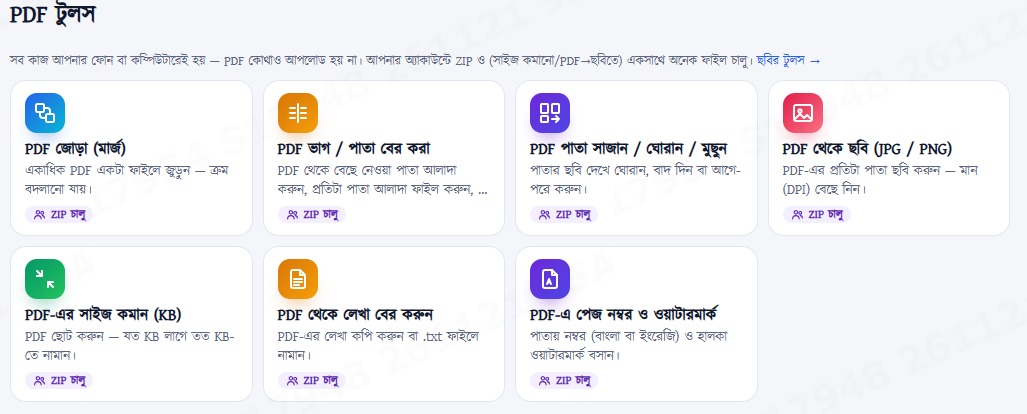 PDF টুলস
সব কাজ আপনার ফোন বা কম্পিউটারেই হয় — PDF কোথাও আপলোড হয় না। আপনার অ্যাকাউন্টে ZIP ও (সাইজ কমানো/PDF→ছবিতে) একসাথে অনেক ফাইল চালু। ছবির টুলস →
PDF জোড়া (মার্জ)
একাধিক PDF একটা ফাইলে জুড়ুন — ক্রম
বদলানো যায়।
ZIP চালু
PDF ভাগ / পাতা বের করা
PDF থেকে বেছে নেওয়া পাতা আলাদা
করুন, প্রতিটা পাতা আলাদা ফাইল করুন, ...
ZIP চালু
PDF পাতা সাজান / ঘোরান / মুছুন
পাতার ছবি দেখে ঘোরান, বাদ দিন বা আগে-
পরে করুন।
ZIP চালু
PDF থেকে ছবি (JPG / PNG)
PDF-এর প্রতিটা পাতা ছবি করুন — মান
(DPI) বেছে নিন।
ZIP চালু
PDF-এর সাইজ কমান (KB)
PDF ছোট করুন — যত KB লাগে তত KB-
তে নামান।
ZIP চালু
PDF থেকে লেখা বের করুন
PDF-এর লেখা কপি করুন বা .txt ফাইলে
নামান।
ZIP চালু
PDF-এ পেজ নম্বর ও ওয়াটারমার্ক
পাতায় নম্বর (বাংলা বা ইংরেজি) ও হালকা
ওয়াটারমার্ক বসান।
ZIP চালু